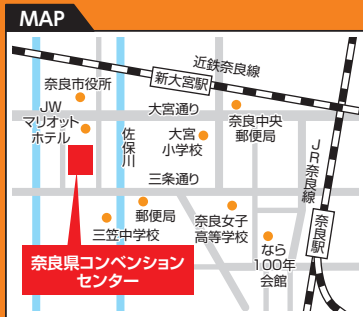 MAP
近鉄奈良線
新大宮駅
奈良市役所
大宮通り
奈良中央
郵便局
JW
マリオット
ホテル
佐保川
大宮
小学校
JR奈良線
三条通り
郵便局
三笠中学校
奈良女子
高等学校
奈良駅
なら
100年
会館
奈良県コンベンション
センター